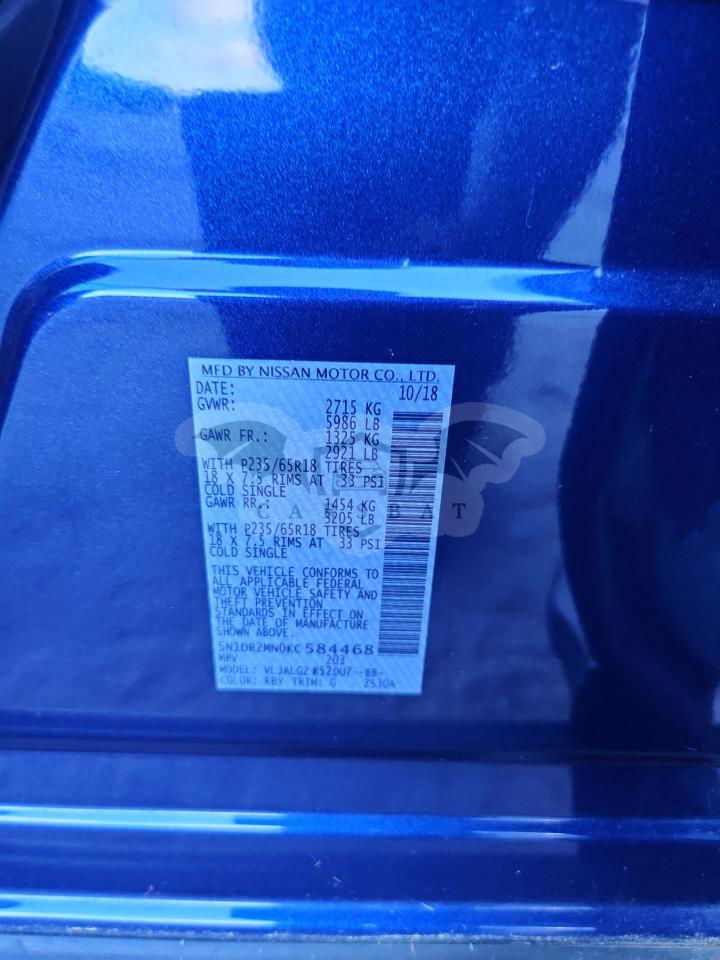 MFD BY NISSAN MOTOR CO., LTD.
DATE: 10/18
GVWR: 2715 KG
5986 LB
GAWR FR.: 1325 KG
2921 LB
WITH P235/65R18 TIRES
18 X 7.5 RIMS AT 33 PSI
COLD SINGLE
GAWR RR.: 1454 KG
3205 LB
WITH P235/65R18 TIRES
18 X 7.5 RIMS AT 33 PSI
COLD SINGLE
THIS VEHICLE CONFORMS TO
ALL APPLICABLE FEDERAL
MOTOR VEHICLE SAFETY AND
THEFT PREVENTION
STANDARDS IN EFFECT ON
THE DATE OF MANUFACTURE
SHOWN ABOVE.
5N1DR2MN0KC584468
MPV 203
MODEL: VLJALGZ R52DU7--BB-
COLOR: RBY TRIM: G ZS30A
CARSBAT